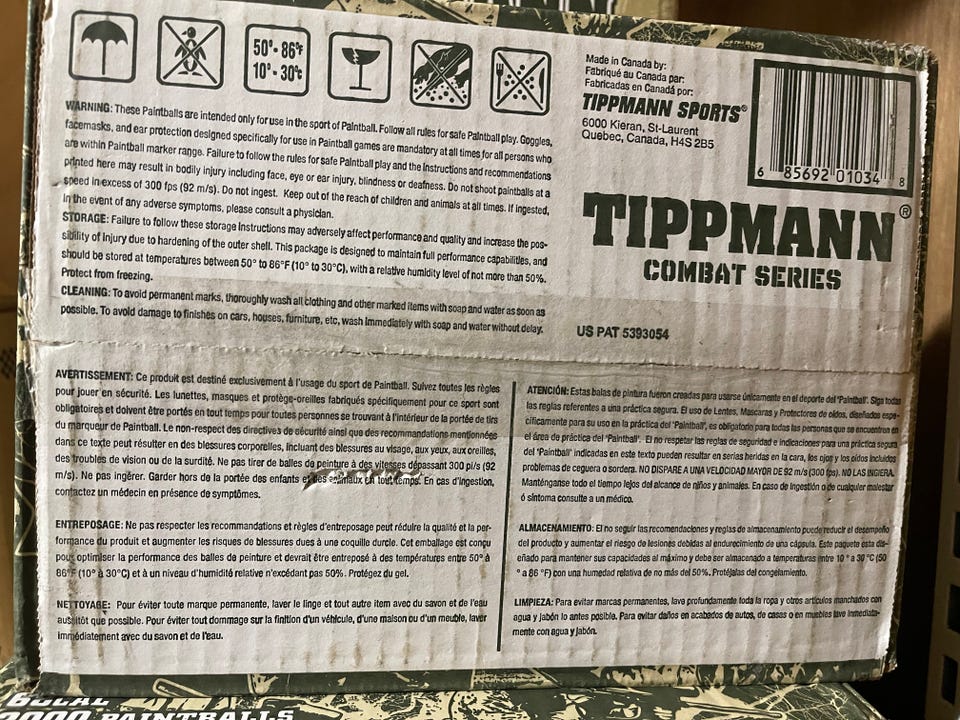 50° - 86°F
10° - 30°C
WARNING: These Paintballs are intended only for use in the sport of Paintball. Follow all rules for safe Paintball play. Goggles,
facemasks, and ear protection designed specifically for use in Paintball games are mandatory at all times for all persons who
are within Paintball marker range. Failure to follow the rules for safe Paintball play and the Instructions and recommendations
printed here may result in bodily injury including face, eye or ear injury, blindness or deafness. Do not shoot paintballs at a
speed in excess of 300 fps (92 m/s). Do not ingest. Keep out of the reach of children and animals at all times. If ingested,
in the event of any adverse symptoms, please consult a physician.
STORAGE: Failure to follow these storage Instructions may adversely affect performance and quality and increase the pos-
sibility of Injury due to hardening of the outer shell. This package is designed to maintain full performance capabilities, and
should be stored at temperatures between 50° to 86°F (10° to 30°C), with a relative humidity level of not more than 50%.
Protect from freezing.
CLEANING: To avoid permanent marks, thoroughly wash all clothing and other marked items with soap and water as soon as
possible. To avoid damage to finishes on cars, houses, furniture, etc, wash immediately with soap and water without delay.
Made in Canada by:
Fabriqué au Canada par:
Fabricadas en Canadá por:
TIPPMANN SPORTS®
6000 Kieran, St-Laurent
Quebec, Canada, H4S 2B5
6 85692 01034 8
TIPPMANN®
COMBAT SERIES
US PAT 5393054
AVERTISSEMENT: Ce produit est destiné exclusivement à l'usage du sport de Paintball. Suivez toutes les règles
pour jouer en sécurité. Les lunettes, masques et protège-oreilles fabriqués spécifiquement pour ce sport sont
obligatoires et doivent être portés en tout temps pour toutes personnes se trouvant à l'intérieur de la portée de tirs
du marqueur de Paintball. Le non-respect des directives de sécurité ainsi que des recommandations mentionnées
dans ce texte peut résulter en des blessures corporelles, incluant des blessures au visage, aux yeux, aux oreilles,
des troubles de vision ou de la surdité. Ne pas tirer de balles de peinture à des vitesses dépassant 300 pi/s (92
m/s). Ne pas ingérer. Garder hors de la portée des enfants et des animaux en tout temps. En cas d'ingestion,
contactez un médecin en présence de symptômes.
ENTREPOSAGE: Ne pas respecter les recommandations et règles d'entreposage peut réduire la qualité et la per-
formance du produit et augmenter les risques de blessures dues à une coquille durcie. Cet emballage est conçu
pour optimiser la performance des balles de peinture et devrait être entreposé à des températures entre 50° à
86°F (10° à 30°C) et à un niveau d'humidité relative n'excédant pas 50%. Protégez du gel.
NETTOYAGE: Pour éviter toute marque permanente, laver le linge et tout autre item avec du savon et de l'eau
aussitôt que possible. Pour éviter tout dommage sur la finition d'un véhicule, d'une maison ou d'un meuble, laver
immédiatement avec du savon et de l'eau.
ATENCIÓN: Estas balas de pintura fueron creadas para usarse únicamente en el deporte del 'Paintball'. Siga todas
las reglas referentes a una práctica segura. El uso de Lentes, Mascaras y Protectores de oídos, diseñados espe-
cíficamente para su uso en la práctica del 'Paintball', es obligatorio para todas las personas que se encuentren en
el área de práctica del 'Paintball'. El no respetar las reglas de seguridad e indicaciones para una práctica segura
del 'Paintball' indicadas en este texto pueden resultar en serias heridas en la cara, los ojos y los oídos incluidos
problemas de ceguera o sordera. NO DISPARE A UNA VELOCIDAD MAYOR DE 92 m/s (300 fps). NO LAS INGIERA.
Manténganse todo el tiempo lejos del alcance de niños y animales. En caso de Ingestión o de cualquier malestar
ó síntoma consulte a un médico.
ALMACENAMIENTO: El no seguir las recomendaciones y reglas de almacenamiento puede reducir el desempeño
del producto y aumentar el riesgo de lesiones debidas al endurecimiento de una cápsula. Este paquete esta dis-
eñado para mantener sus capacidades al máximo y debe ser almacenado a temperaturas entre 10 ° a 30 °C (50
° a 86 °F) con una humedad relativa de no más del 50%. Protéjalas del congelamiento.
LIMPIEZA: Para evitar marcas permanentes, lave profundamente toda la ropa y otros artículos manchados con
agua y jabón lo antes posible. Para evitar daños en acabados de autos, de casas o en muebles lave inmediata-
mente con agua y jabón.
68CAL
2000 PAINTBALLS